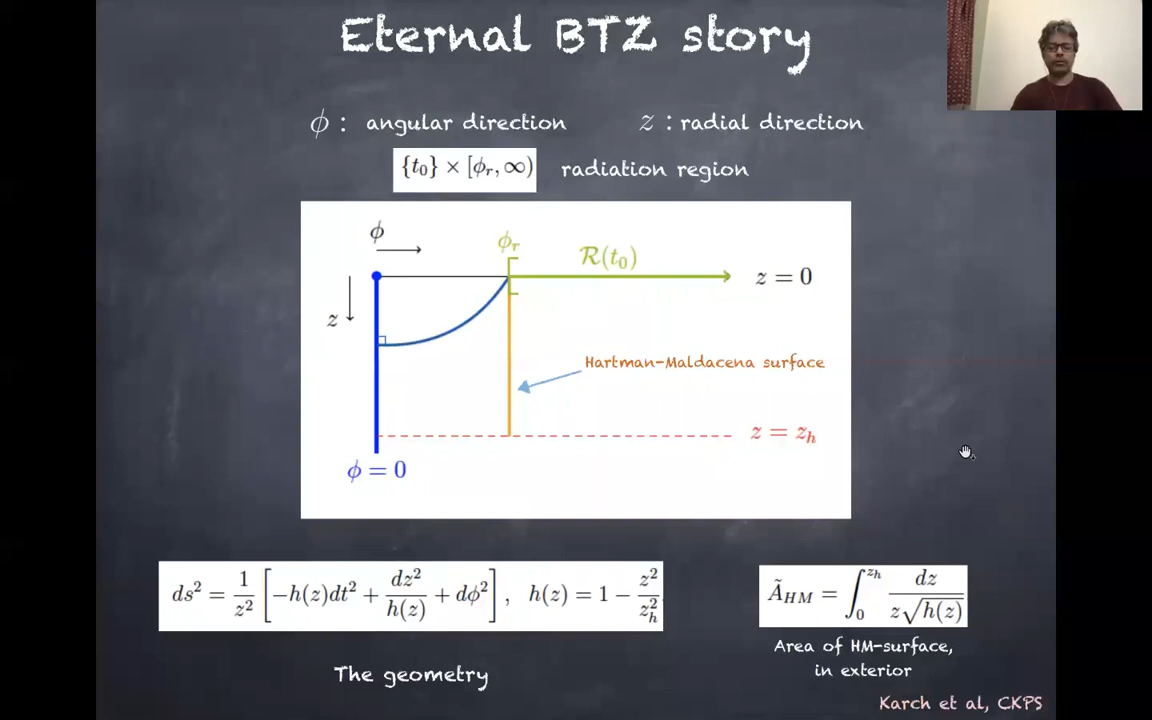 Eternal BTZ story
ϕ : angular direction z : radial direction
{t₀} × [ϕᵣ, ∞) radiation region
ϕ
ϕᵣ
R(t₀)
z = 0
z
Hartman-Maldacena surface
z = zₕ
ϕ = 0
ds² = 1/z² [−h(z)dt² + dz²/h(z) + dϕ²] , h(z) = 1 − z²/zₕ²
Ã_HM = ∫₀^{zₕ} dz/(z√h(z))
Area of HM-surface,
in exterior
The geometry
Karch et al, CKPS